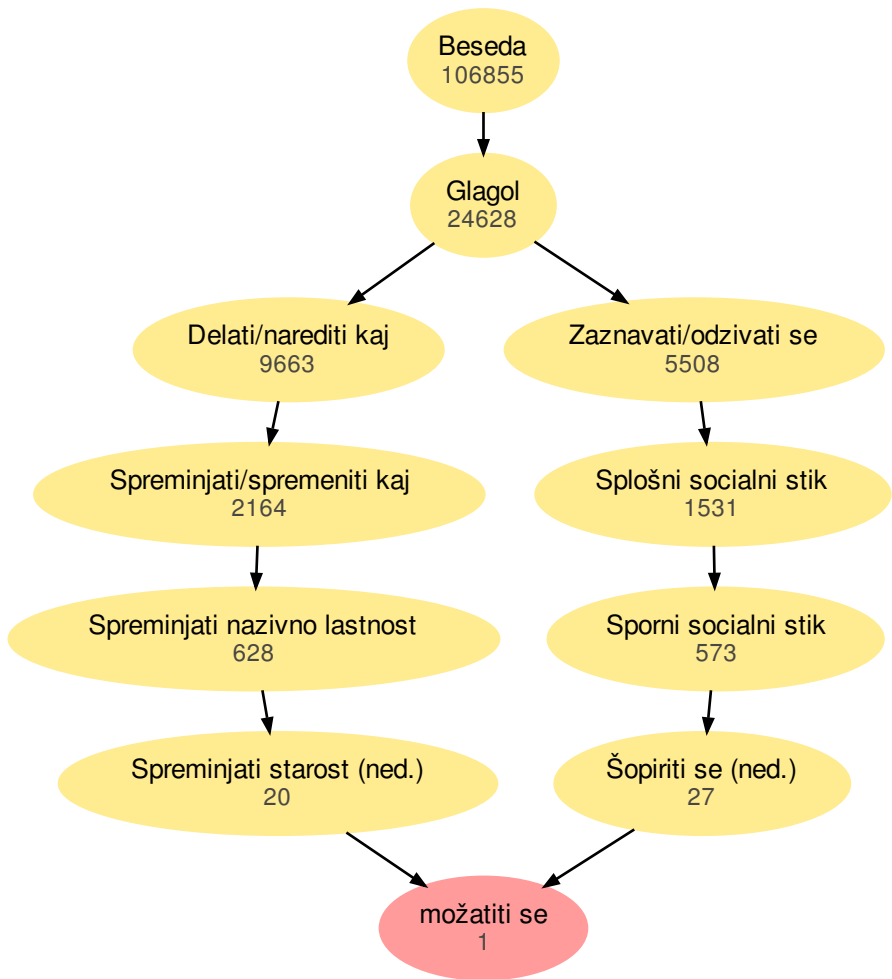 Beseda
106855
Glagol
24628
Delati/narediti kaj
9663
Zaznavati/odzivati se
5508
Spreminjati/spremeniti kaj
2164
Splošni socialni stik
1531
Spreminjati nazivno lastnost
628
Sporni socialni stik
573
Spreminjati starost (ned.)
20
Šopiriti se (ned.)
27
možatiti se
1